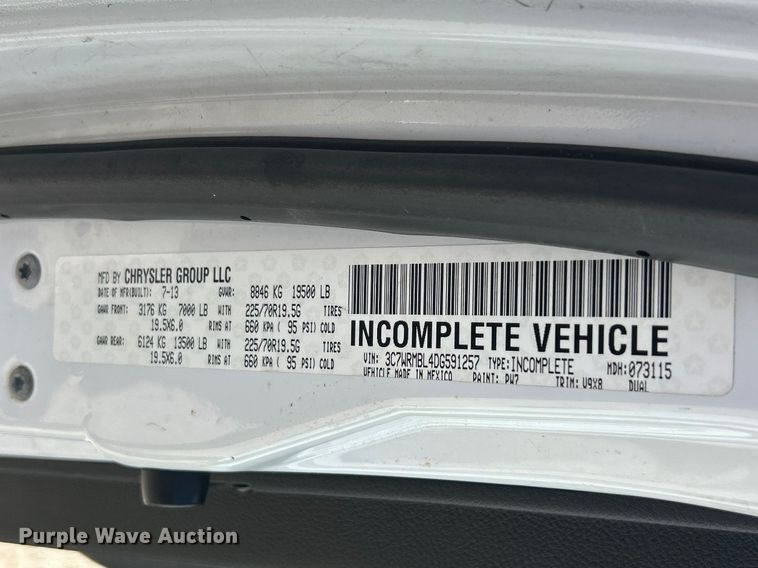 MFD BY CHRYSLER GROUP LLC
DATE OF MFR(BUILT): 7-13 GVWR: 8846 KG 19500 LB
GAWR FRONT: 3176 KG 7000 LB WITH 225/70R19.5G TIRES
19.5X6.0 RIMS AT 660 KPA ( 95 PSI) COLD
GAWR REAR: 6124 KG 13500 LB WITH 225/70R19.5G TIRES
19.5X6.0 RIMS AT 660 KPA ( 95 PSI) COLD
INCOMPLETE VEHICLE
VIN: 3C7WRMBL4DG591257 TYPE: INCOMPLETE MDH: 073115
VEHICLE MADE IN MEXICO PAINT: PW7 TRIM: V9X8 DUAL
Purple Wave Auction